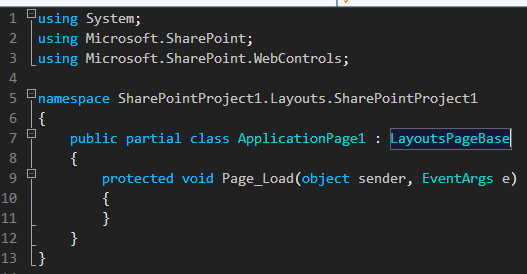 1 using System;
2 using Microsoft.SharePoint;
3 using Microsoft.SharePoint.WebControls;
4
5 namespace SharePointProject1.Layouts.SharePointProject1
6 {
7     public partial class ApplicationPage1 : LayoutsPageBase
8     {
9         protected void Page_Load(object sender, EventArgs e)
10         {
11         }
12     }
13 }